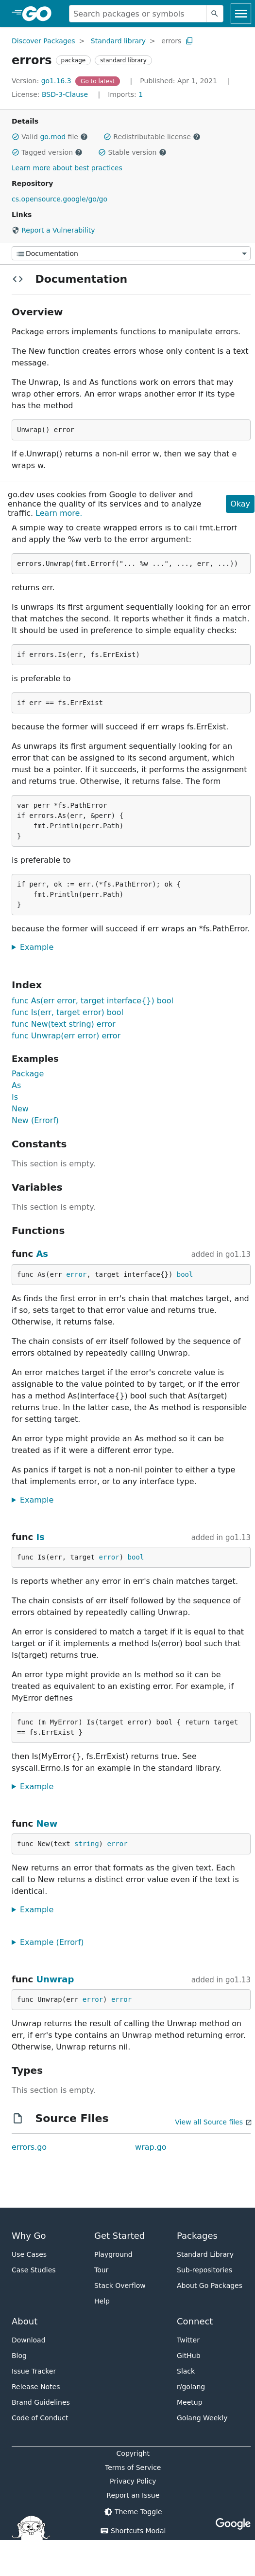 GO
Search packages or symbols
Discover Packages > Standard library > errors
errors package standard library
Version: go1.16.3 Go to latest | Published: Apr 1, 2021 |
License: BSD-3-Clause | Imports: 1
Details
Valid go.mod file
Redistributable license
Tagged version
Stable version
Learn more about best practices
Repository
cs.opensource.google/go/go
Links
Report a Vulnerability
Documentation
Documentation
Overview
Package errors implements functions to manipulate errors.
The New function creates errors whose only content is a text
message.
The Unwrap, Is and As functions work on errors that may
wrap other errors. An error wraps another error if its type
has the method
Unwrap() error
If e.Unwrap() returns a non-nil error w, then we say that e
wraps w.
go.dev uses cookies from Google to deliver and
enhance the quality of its services and to analyze
traffic. Learn more.
Okay
A simple way to create wrapped errors is to call fmt.Errorf
and apply the %w verb to the error argument:
errors.Unwrap(fmt.Errorf("... %w ...", ..., err, ...))
returns err.
Is unwraps its first argument sequentially looking for an error
that matches the second. It reports whether it finds a match.
It should be used in preference to simple equality checks:
if errors.Is(err, fs.ErrExist)
is preferable to
if err == fs.ErrExist
because the former will succeed if err wraps fs.ErrExist.
As unwraps its first argument sequentially looking for an
error that can be assigned to its second argument, which
must be a pointer. If it succeeds, it performs the assignment
and returns true. Otherwise, it returns false. The form
var perr *fs.PathError
if errors.As(err, &perr) {
fmt.Println(perr.Path)
}
is preferable to
if perr, ok := err.(*fs.PathError); ok {
fmt.Println(perr.Path)
}
because the former will succeed if err wraps an *fs.PathError.
Example
Index
func As(err error, target interface{}) bool
func Is(err, target error) bool
func New(text string) error
func Unwrap(err error) error
Examples
Package
As
Is
New
New (Errorf)
Constants
This section is empty.
Variables
This section is empty.
Functions
func As added in go1.13
func As(err error, target interface{}) bool
As finds the first error in err's chain that matches target, and
if so, sets target to that error value and returns true.
Otherwise, it returns false.
The chain consists of err itself followed by the sequence of
errors obtained by repeatedly calling Unwrap.
An error matches target if the error's concrete value is
assignable to the value pointed to by target, or if the error
has a method As(interface{}) bool such that As(target)
returns true. In the latter case, the As method is responsible
for setting target.
An error type might provide an As method so it can be
treated as if it were a different error type.
As panics if target is not a non-nil pointer to either a type
that implements error, or to any interface type.
Example
func Is added in go1.13
func Is(err, target error) bool
Is reports whether any error in err's chain matches target.
The chain consists of err itself followed by the sequence of
errors obtained by repeatedly calling Unwrap.
An error is considered to match a target if it is equal to that
target or if it implements a method Is(error) bool such that
Is(target) returns true.
An error type might provide an Is method so it can be
treated as equivalent to an existing error. For example, if
MyError defines
func (m MyError) Is(target error) bool { return target
== fs.ErrExist }
then Is(MyError{}, fs.ErrExist) returns true. See
syscall.Errno.Is for an example in the standard library.
Example
func New
func New(text string) error
New returns an error that formats as the given text. Each
call to New returns a distinct error value even if the text is
identical.
Example
Example (Errorf)
func Unwrap added in go1.13
func Unwrap(err error) error
Unwrap returns the result of calling the Unwrap method on
err, if err's type contains an Unwrap method returning error.
Otherwise, Unwrap returns nil.
Types
This section is empty.
Source Files View all Source files
errors.go wrap.go
Why Go
Use Cases
Case Studies
Get Started
Playground
Tour
Stack Overflow
Help
Packages
Standard Library
Sub-repositories
About Go Packages
About
Download
Blog
Issue Tracker
Release Notes
Brand Guidelines
Code of Conduct
Connect
Twitter
GitHub
Slack
r/golang
Meetup
Golang Weekly
Copyright
Terms of Service
Privacy Policy
Report an Issue
Theme Toggle
Shortcuts Modal
Google